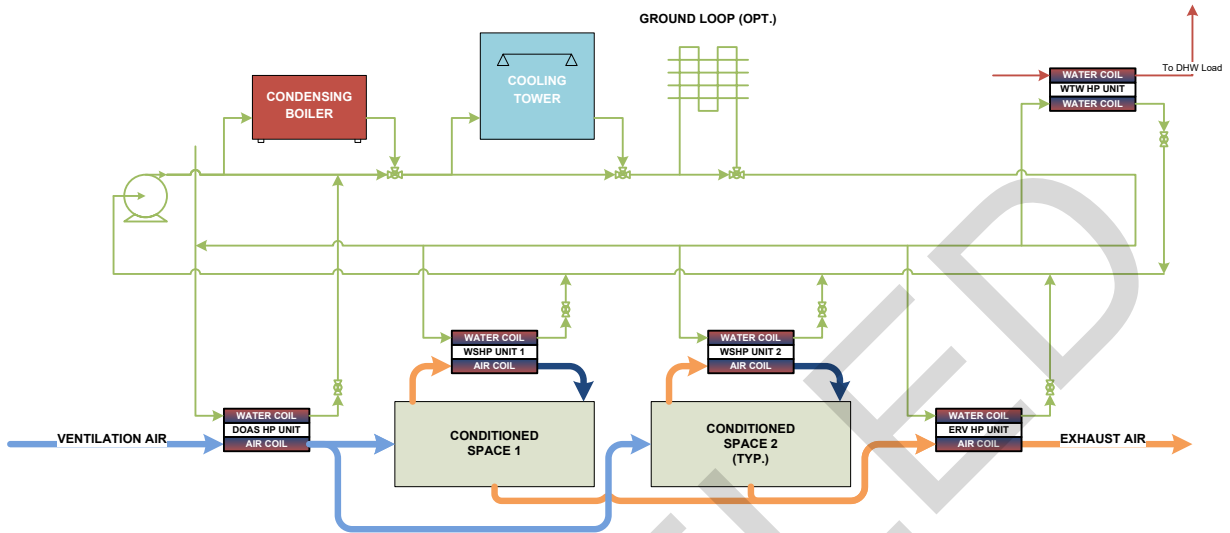 GROUND LOOP (OPT.)
CONDENSING
BOILER
COOLING
TOWER
To DHW Load
WATER COIL
WTW HP UNIT
WATER COIL
WATER COIL
WSHP UNIT 1
AIR COIL
WATER COIL
WSHP UNIT 2
AIR COIL
VENTILATION AIR
WATER COIL
DOAS HP UNIT
AIR COIL
CONDITIONED
SPACE 1
CONDITIONED
SPACE 2
(TYP.)
WATER COIL
ERV HP UNIT
AIR COIL
EXHAUST AIR